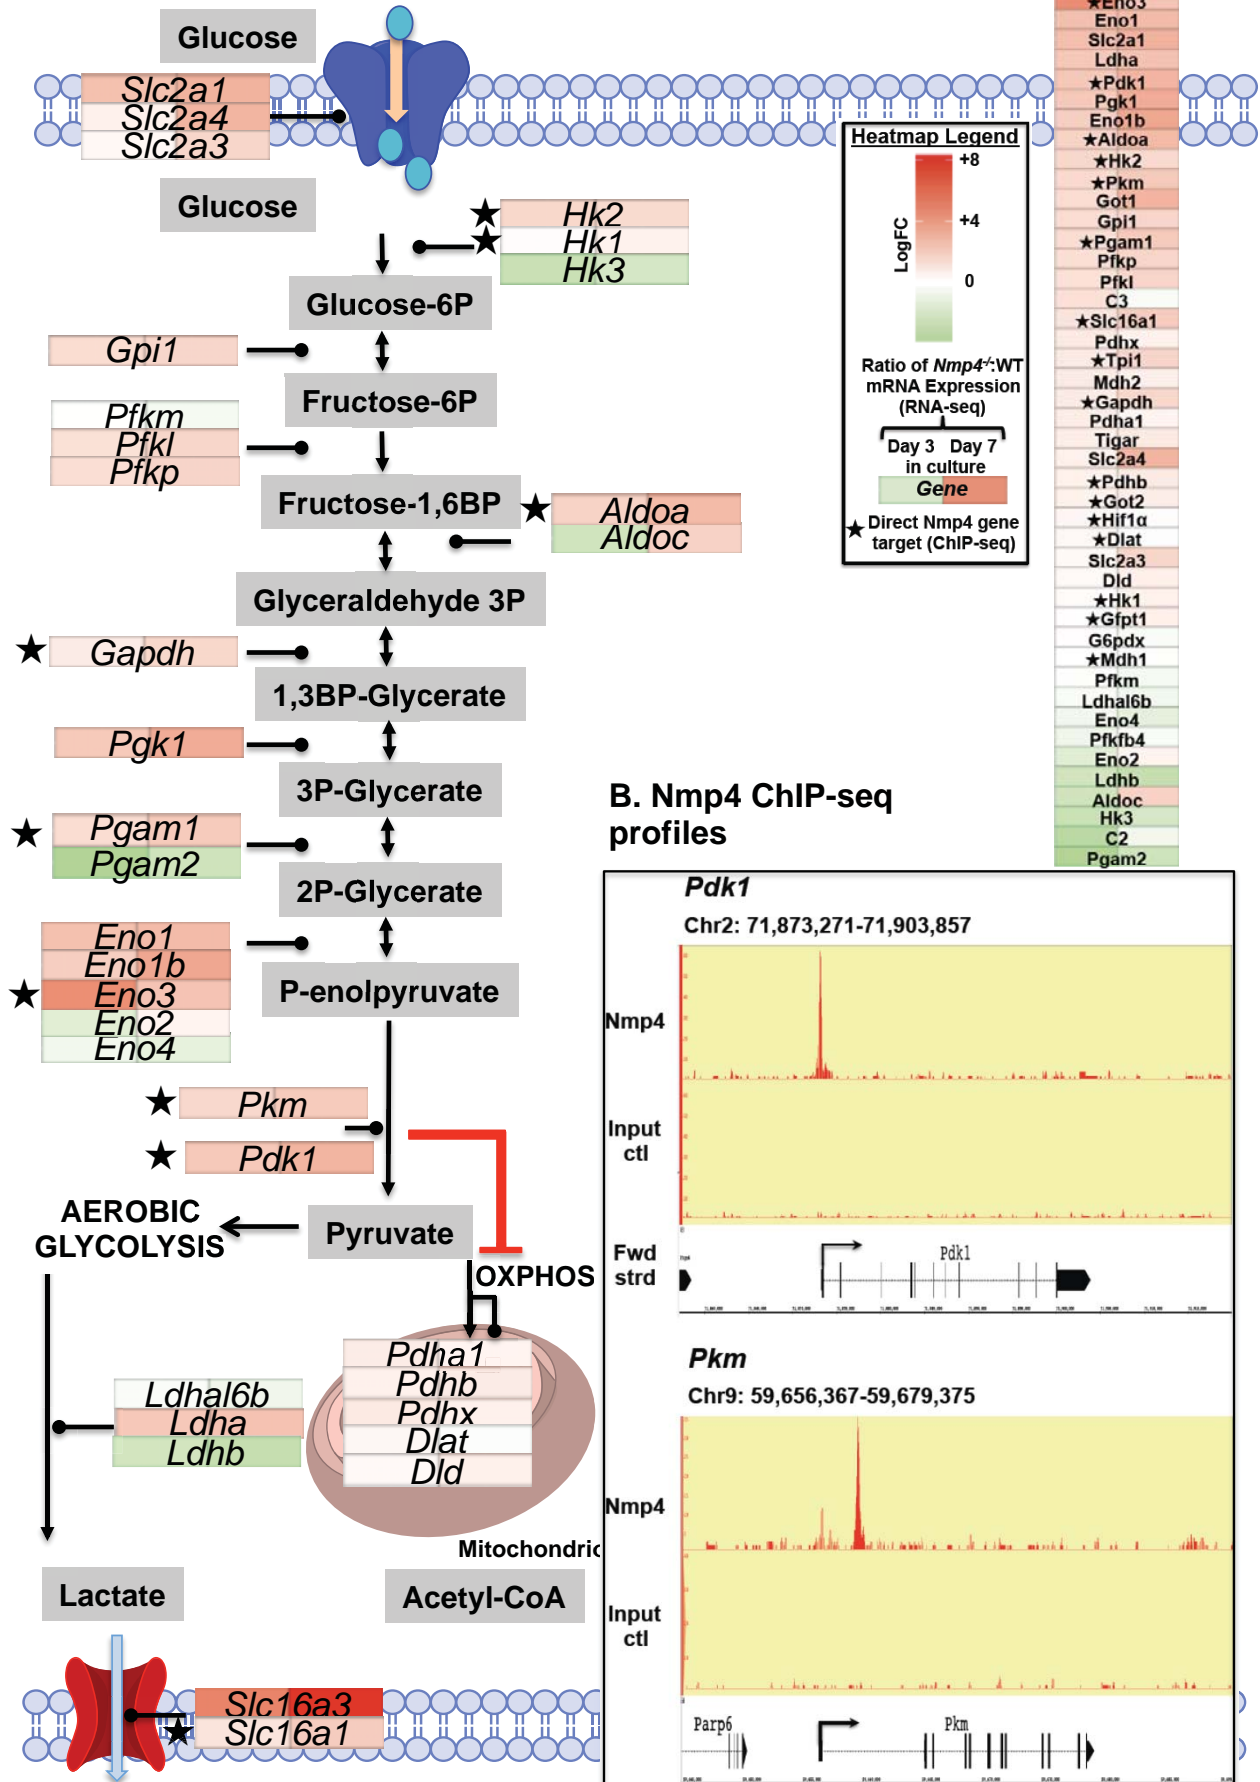 Glucose
Slc2a1
Slc2a4
Slc2a3
Glucose
★ Hk2
★ Hk1
Hk3
Glucose-6P
Gpi1
Fructose-6P
Pfkm
Pfkl
Pfkp
Fructose-1,6BP
★ Aldoa
Aldoc
Glyceraldehyde 3P
★ Gapdh
1,3BP-Glycerate
Pgk1
3P-Glycerate
★ Pgam1
Pgam2
2P-Glycerate
Eno1
Eno1b
★ Eno3
Eno2
Eno4
P-enolpyruvate
★ Pkm
★ Pdk1
AEROBIC
GLYCOLYSIS
Pyruvate
OXPHOS
Pdha1
Pdhb
Pdhx
Dlat
Dld
Ldhal6b
Ldha
Ldhb
Mitochondric
Lactate
Acetyl-CoA
Slc16a3
★ Slc16a1
Heatmap Legend
+8
+4
0
LogFC
Ratio of Nmp4-/-:WT
mRNA Expression
(RNA-seq)
Day 3 Day 7
in culture
Gene
★ Direct Nmp4 gene
target (ChIP-seq)
★Eno3
Eno1
Slc2a1
Ldha
★Pdk1
Pgk1
Eno1b
★Aldoa
★Hk2
★Pkm
Got1
Gpi1
★Pgam1
Pfkp
Pfkl
C3
★Slc16a1
Pdhx
★Tpi1
Mdh2
★Gapdh
Pdha1
Tigar
Slc2a4
★Pdhb
★Got2
★Hif1α
★Dlat
Slc2a3
Dld
★Hk1
★Gfpt1
G6pdx
★Mdh1
Pfkm
Ldhal6b
Eno4
Pfkfb4
Eno2
Ldhb
Aldoc
Hk3
C2
Pgam2
B. Nmp4 ChIP-seq
profiles
Pdk1
Chr2: 71,873,271-71,903,857
Nmp4
Input
ctl
Fwd
strd
Pdk1
Pkm
Chr9: 59,656,367-59,679,375
Nmp4
Input
ctl
Parp6
Pkm